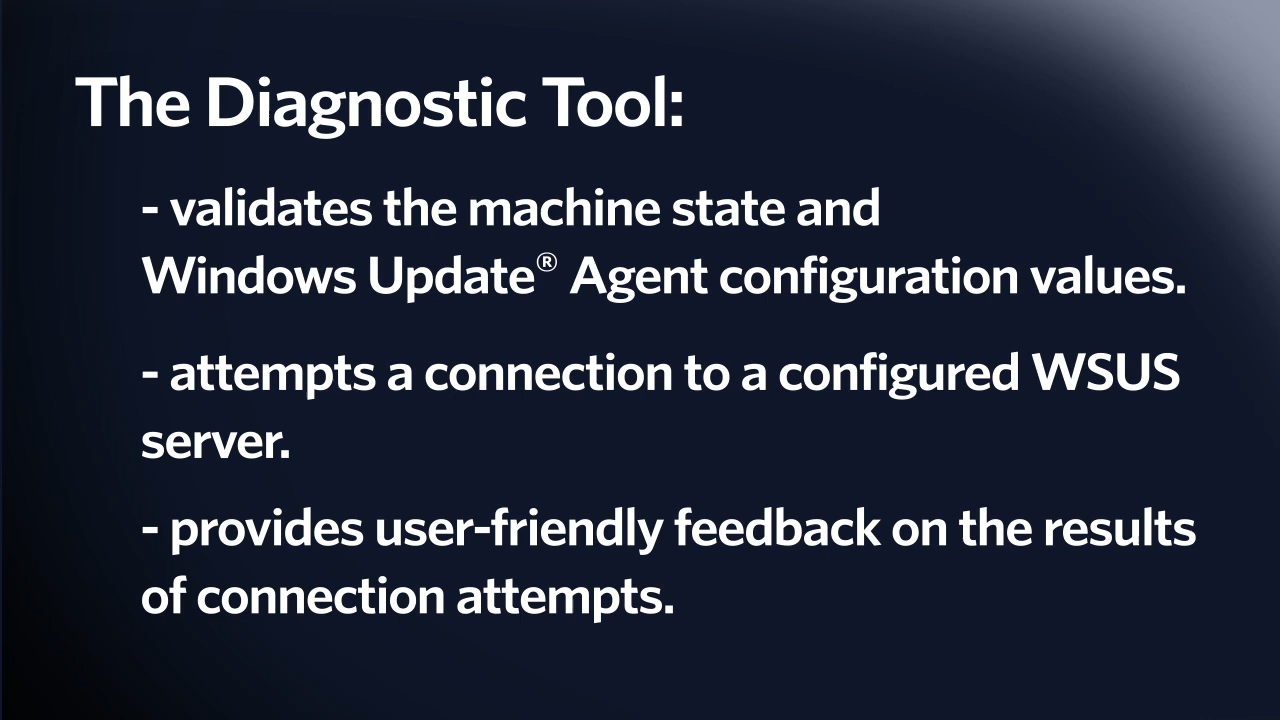 The Diagnostic Tool:
- validates the machine state and
Windows Update® Agent configuration values.
- attempts a connection to a configured WSUS
server.
- provides user-friendly feedback on the results
of connection attempts.